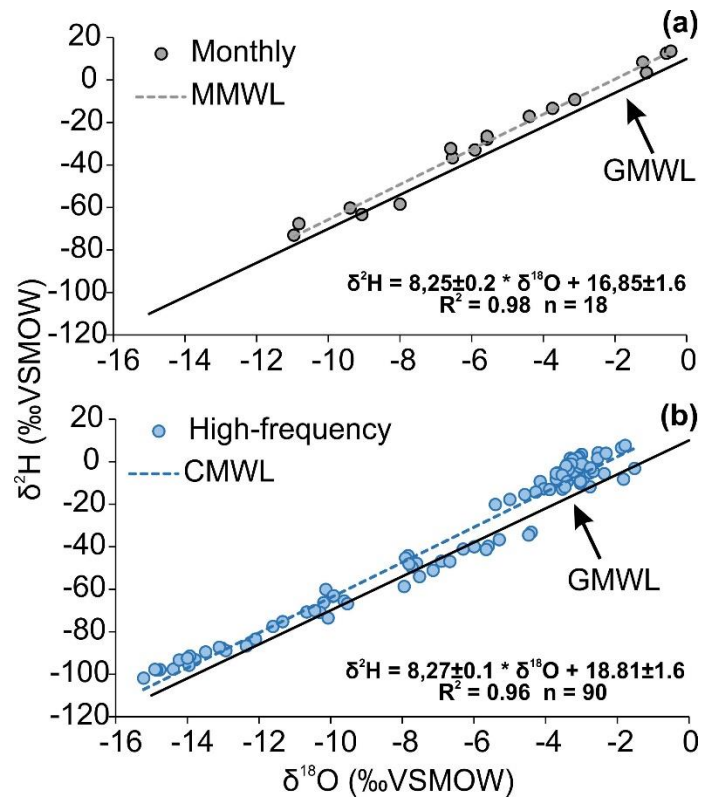 (a)
20
Monthly
0
MMWL
-20
-40
GMWL
-60
-80
-100
δ²H = 8,25±0.2 * δ¹⁸O + 16,85±1.6
R² = 0.98 n = 18
-120
-16 -14 -12 -10 -8 -6 -4 -2 0
δ²H (‰VSMOW)
(b)
20
High-frequency
0
CMWL
-20
-40
GMWL
-60
-80
-100
δ²H = 8,27±0.1 * δ¹⁸O + 18.81±1.6
R² = 0.96 n = 90
-120
-16 -14 -12 -10 -8 -6 -4 -2 0
δ¹⁸O (‰VSMOW)